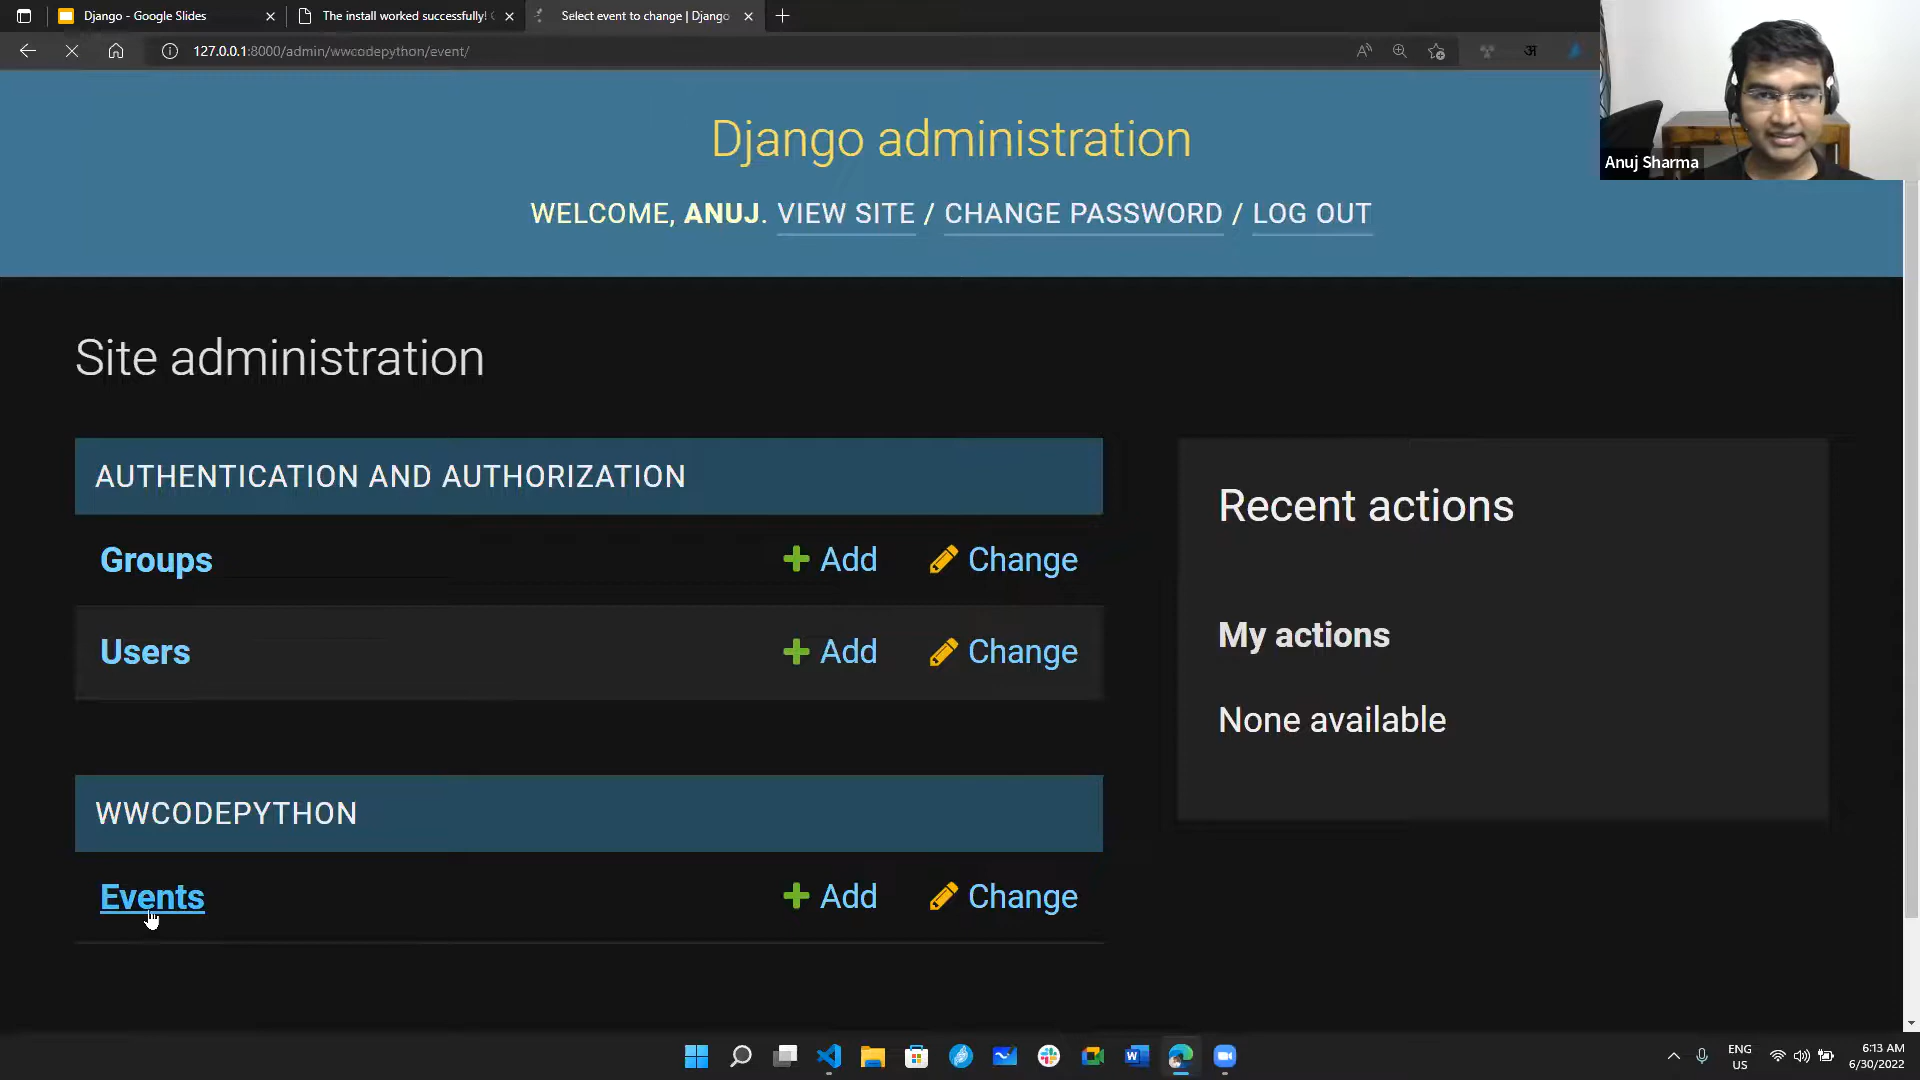 Django - Google Slides
The install worked successfully!
Select event to change | Django
127.0.0.1:8000/admin/wwcodepython/event/
Anuj Sharma
Django administration
WELCOME, ANUJ. VIEW SITE / CHANGE PASSWORD / LOG OUT
Site administration
AUTHENTICATION AND AUTHORIZATION
Groups Add Change
Users Add Change
Recent actions
My actions
None available
WWCODEPYTHON
Events Add Change
ENG
US
6:13 AM
6/30/2022